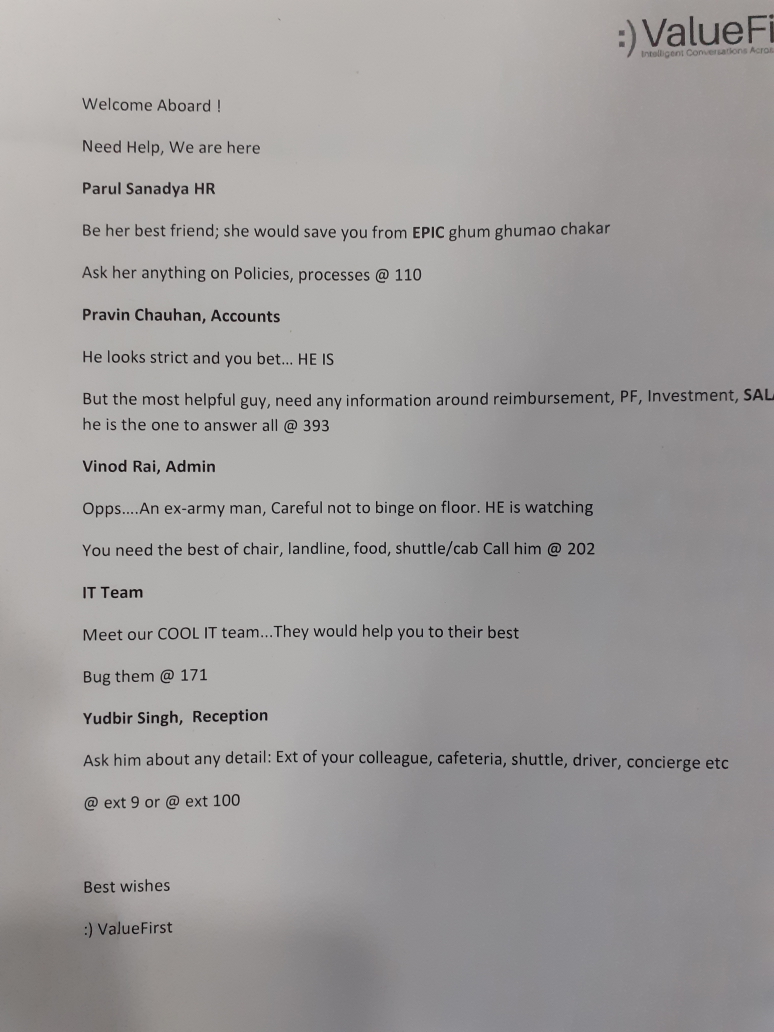 :) ValueFi
Intelligent Conversations
Welcome Aboard !
Need Help, We are here
Parul Sanadya HR
Be her best friend; she would save you from EPIC ghum ghumao chakar
Ask her anything on Policies, processes @ 110
Pravin Chauhan, Accounts
He looks strict and you bet... HE IS
But the most helpful guy, need any information around reimbursement, PF, Investment, SAL
he is the one to answer all @ 393
Vinod Rai, Admin
Opps....An ex-army man, Careful not to binge on floor. HE is watching
You need the best of chair, landline, food, shuttle/cab Call him @ 202
IT Team
Meet our COOL IT team...They would help you to their best
Bug them @ 171
Yudbir Singh,  Reception
Ask him about any detail: Ext of your colleague, cafeteria, shuttle, driver, concierge etc
@ ext 9 or @ ext 100
Best wishes
:) ValueFirst